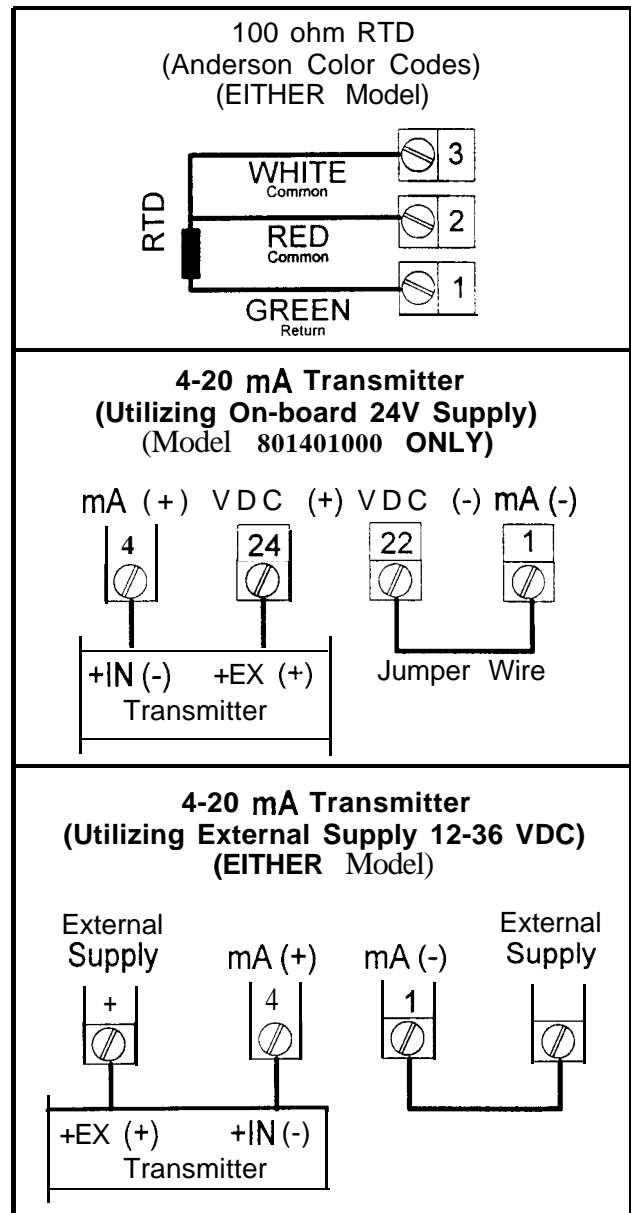 100 ohm RTD
(Anderson Color Codes)
(EITHER Model)
3
WHITE
Common
RTD
2
RED
Common
1
GREEN
Return
4-20 mA Transmitter
(Utilizing On-board 24V Supply)
(Model 801401000 ONLY)
mA (+) VDC (+) VDC (-) mA (-)
4 24 22 1
+IN (-) +EX (+) Jumper Wire
Transmitter
4-20 mA Transmitter
(Utilizing External Supply 12-36 VDC)
(EITHER Model)
External External
Supply mA (+) mA (-) Supply
+ 4 1
+EX (+) +IN (-)
Transmitter